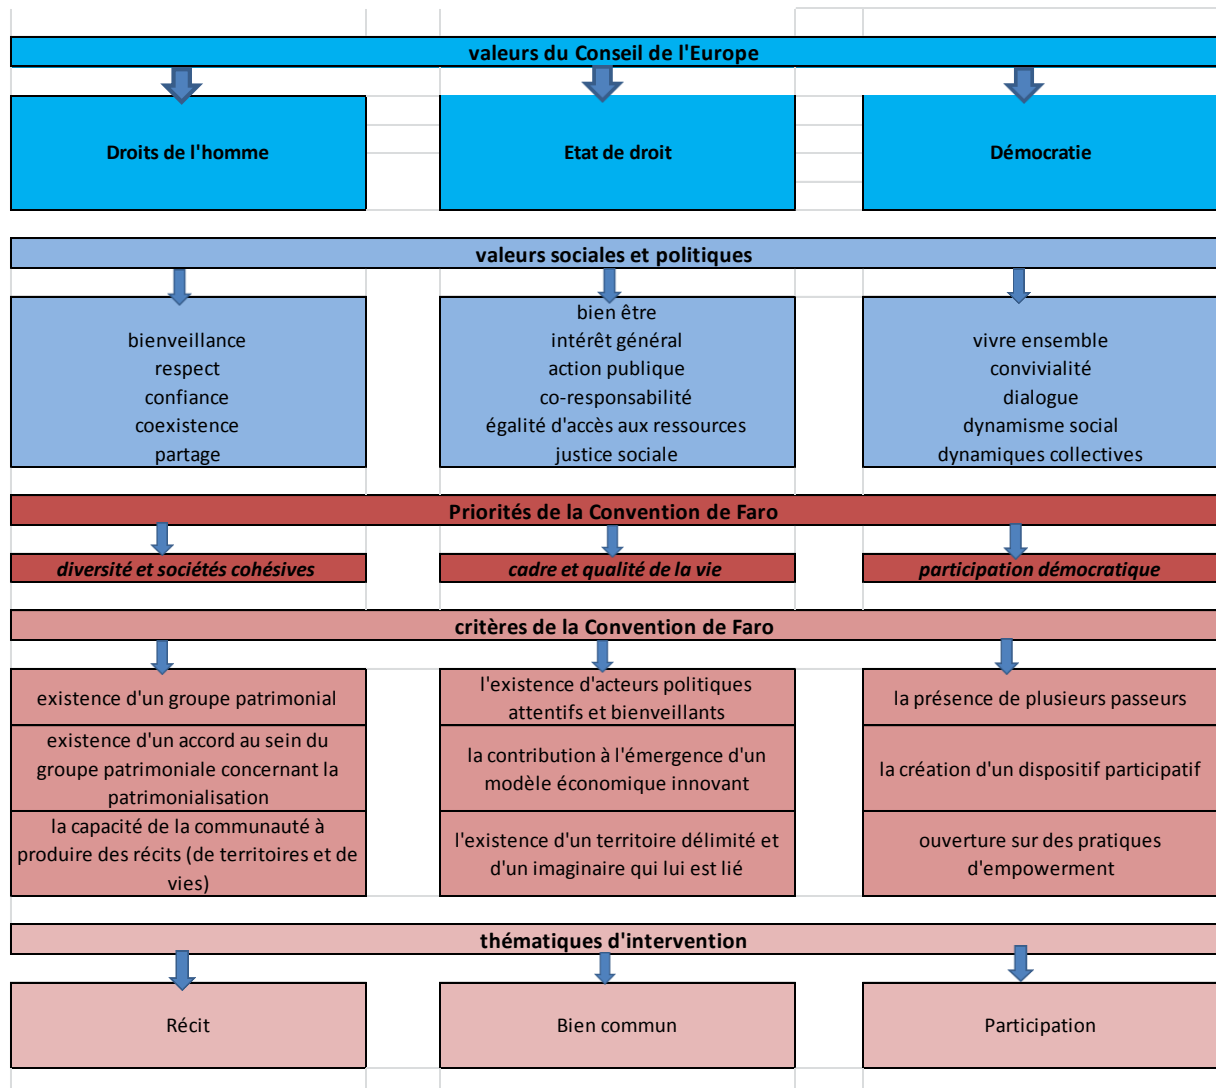 valeurs du Conseil de l'Europe
Droits de l'homme
Etat de droit
Démocratie
valeurs sociales et politiques
bienveillance
respect
confiance
coexistence
partage
bien être
intérêt général
action publique
co-responsabilité
égalité d'accès aux ressources
justice sociale
vivre ensemble
convivialité
dialogue
dynamisme social
dynamiques collectives
Priorités de la Convention de Faro
diversité et sociétés cohésives
cadre et qualité de la vie
participation démocratique
critères de la Convention de Faro
existence d'un groupe patrimonial
l'existence d'acteurs politiques
attentifs et bienveillants
la présence de plusieurs passeurs
existence d'un accord au sein du
groupe patrimoniale concernant la
patrimonialisation
la contribution à l'émergence d'un
modèle économique innovant
la création d'un dispositif participatif
la capacité de la communauté à
produire des récits (de territoires et de
vies)
l'existence d'un territoire délimité et
d'un imaginaire qui lui est lié
ouverture sur des pratiques
d'empowerment
thématiques d'intervention
Récit
Bien commun
Participation